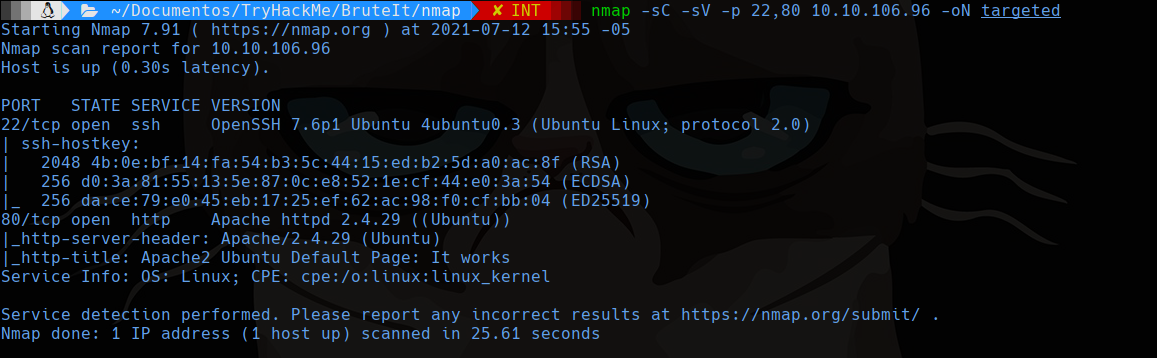 ~/Documentos/TryHackMe/BruteIt/nmap ✘ INT nmap -sC -sV -p 22,80 10.10.106.96 -oN targeted
Starting Nmap 7.91 ( https://nmap.org ) at 2021-07-12 15:55 -05
Nmap scan report for 10.10.106.96
Host is up (0.30s latency).

PORT   STATE SERVICE VERSION
22/tcp open  ssh     OpenSSH 7.6p1 Ubuntu 4ubuntu0.3 (Ubuntu Linux; protocol 2.0)
| ssh-hostkey:
|   2048 4b:0e:bf:14:fa:54:b3:5c:44:15:ed:b2:5d:a0:ac:8f (RSA)
|   256 d0:3a:81:55:13:5e:87:0c:e8:52:1e:cf:44:e0:3a:54 (ECDSA)
|_  256 da:ce:79:e0:45:eb:17:25:ef:62:ac:98:f0:cf:bb:04 (ED25519)
80/tcp open  http    Apache httpd 2.4.29 ((Ubuntu))
|_http-server-header: Apache/2.4.29 (Ubuntu)
|_http-title: Apache2 Ubuntu Default Page: It works
Service Info: OS: Linux; CPE: cpe:/o:linux:linux_kernel

Service detection performed. Please report any incorrect results at https://nmap.org/submit/ .
Nmap done: 1 IP address (1 host up) scanned in 25.61 seconds